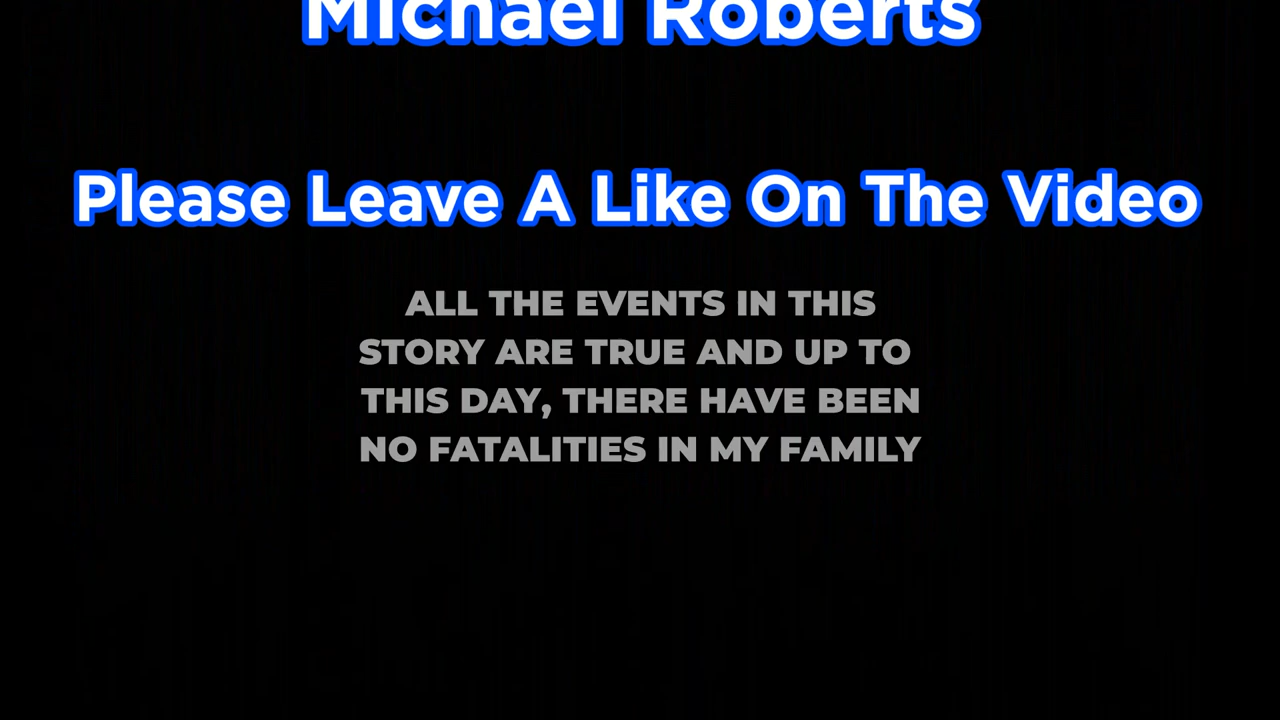 Michael Roberts
Please Leave A Like On The Video
ALL THE EVENTS IN THIS
STORY ARE TRUE AND UP TO
THIS DAY, THERE HAVE BEEN
NO FATALITIES IN MY FAMILY